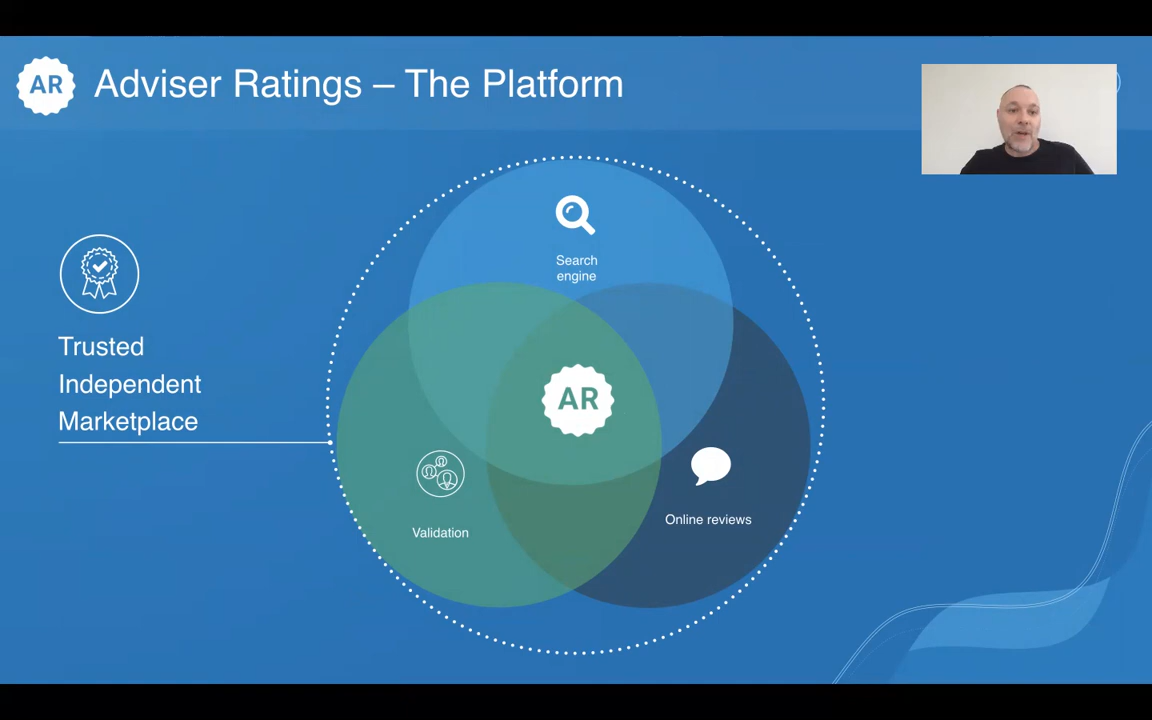 AR
Adviser Ratings – The Platform
Search
engine
Trusted
Independent
Marketplace
AR
Validation
Online reviews